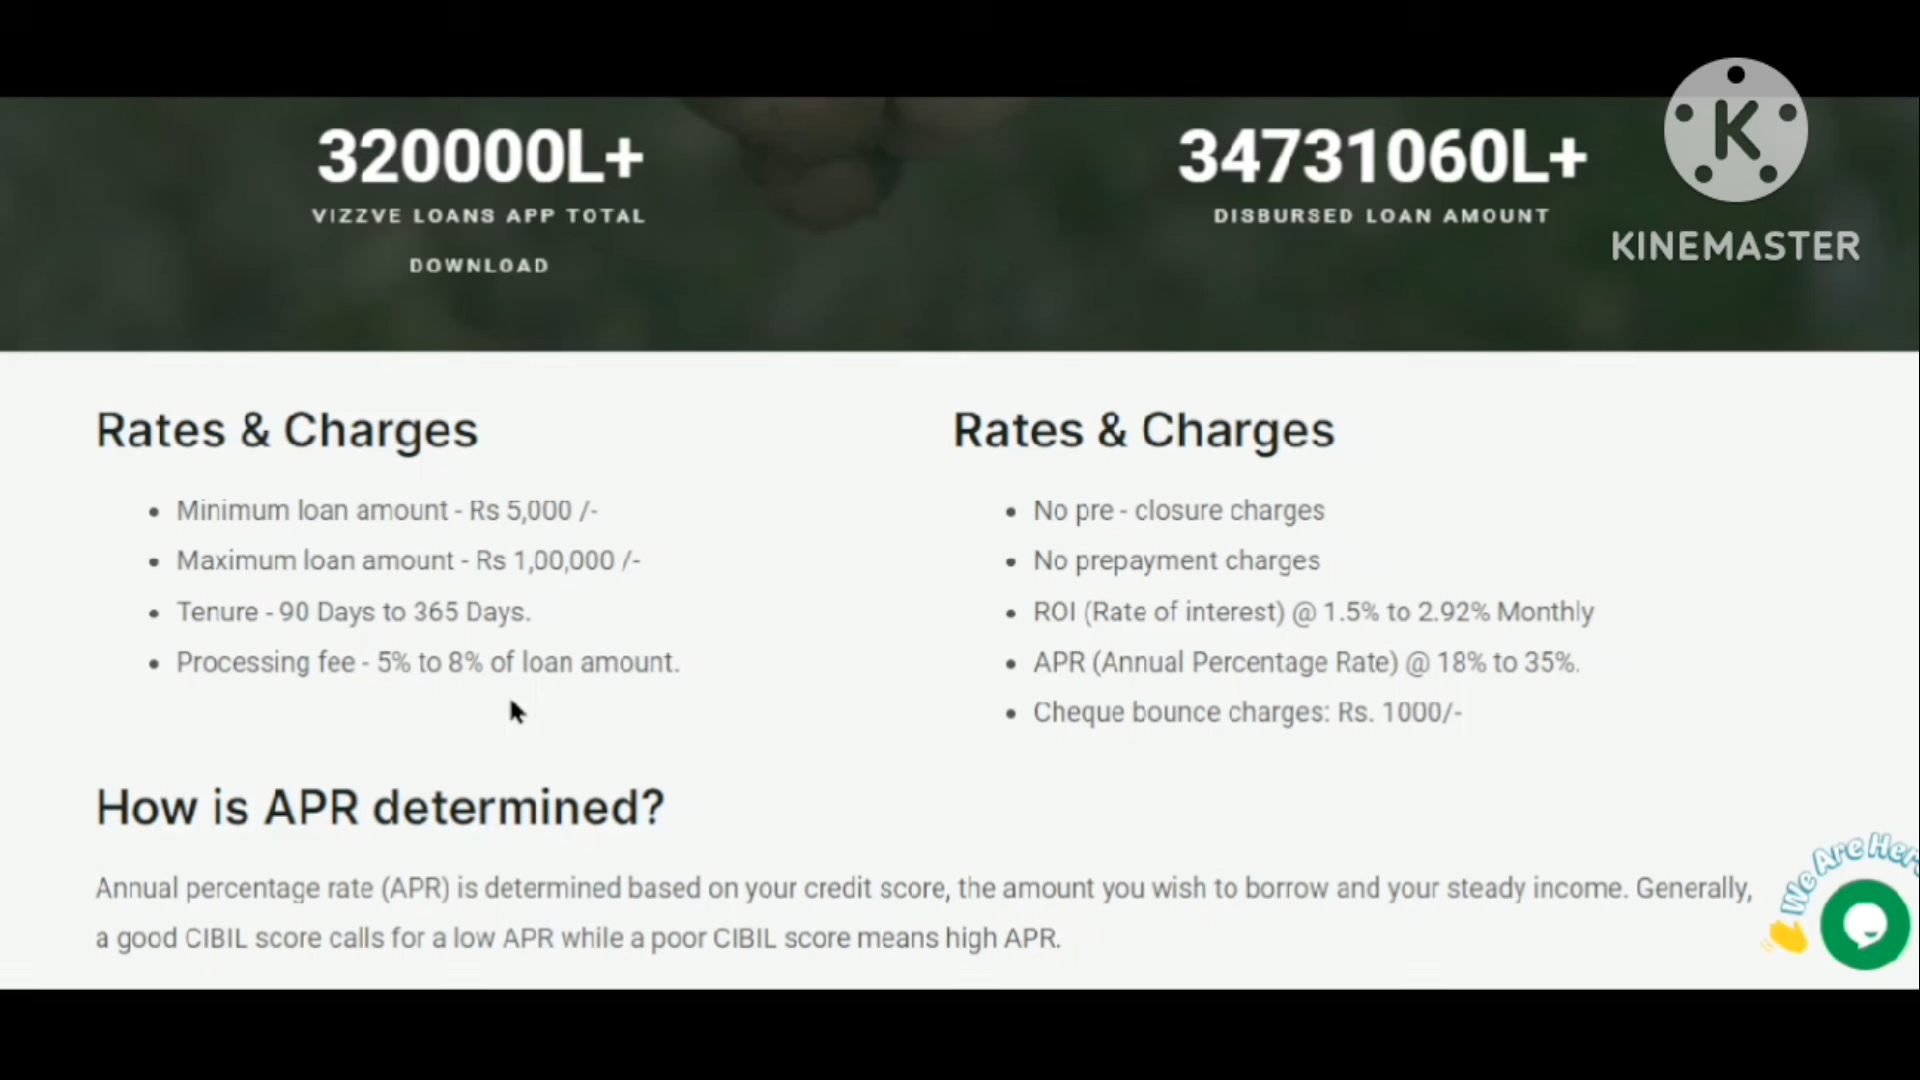 320000L+
VIZZVE LOANS APP TOTAL
DOWNLOAD
34731060L+
DISBURSED LOAN AMOUNT
K
KINEMASTER
Rates & Charges
• Minimum loan amount - Rs 5,000 /-
• Maximum loan amount - Rs 1,00,000 /-
• Tenure - 90 Days to 365 Days.
• Processing fee - 5% to 8% of loan amount.
Rates & Charges
• No pre - closure charges
• No prepayment charges
• ROI (Rate of interest) @ 1.5% to 2.92% Monthly
• APR (Annual Percentage Rate) @ 18% to 35%.
• Cheque bounce charges: Rs. 1000/-
How is APR determined?
Annual percentage rate (APR) is determined based on your credit score, the amount you wish to borrow and your steady income. Generally,
a good CIBIL score calls for a low APR while a poor CIBIL score means high APR.
We Are Her